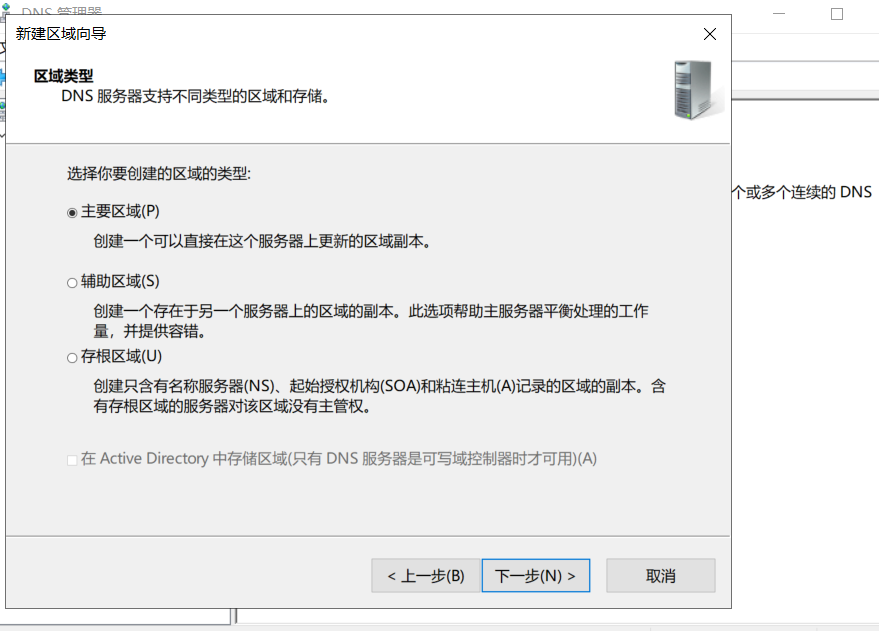 DNS 管理器
新建区域向导
区域类型
DNS 服务器支持不同类型的区域和存储。
选择你要创建的区域的类型:
个或多个连续的 DNS
主要区域(P)
创建一个可以直接在这个服务器上更新的区域副本。
辅助区域(S)
创建一个存在于另一个服务器上的区域的副本。此选项帮助主服务器平衡处理的工作
量，并提供容错。
存根区域(U)
创建只含有名称服务器(NS)、起始授权机构(SOA)和粘连主机(A)记录的区域的副本。含
有存根区域的服务器对该区域没有主管权。
在 Active Directory 中存储区域(只有 DNS 服务器是可写域控制器时才可用)(A)
< 上一步(B)
下一步(N) >
取消